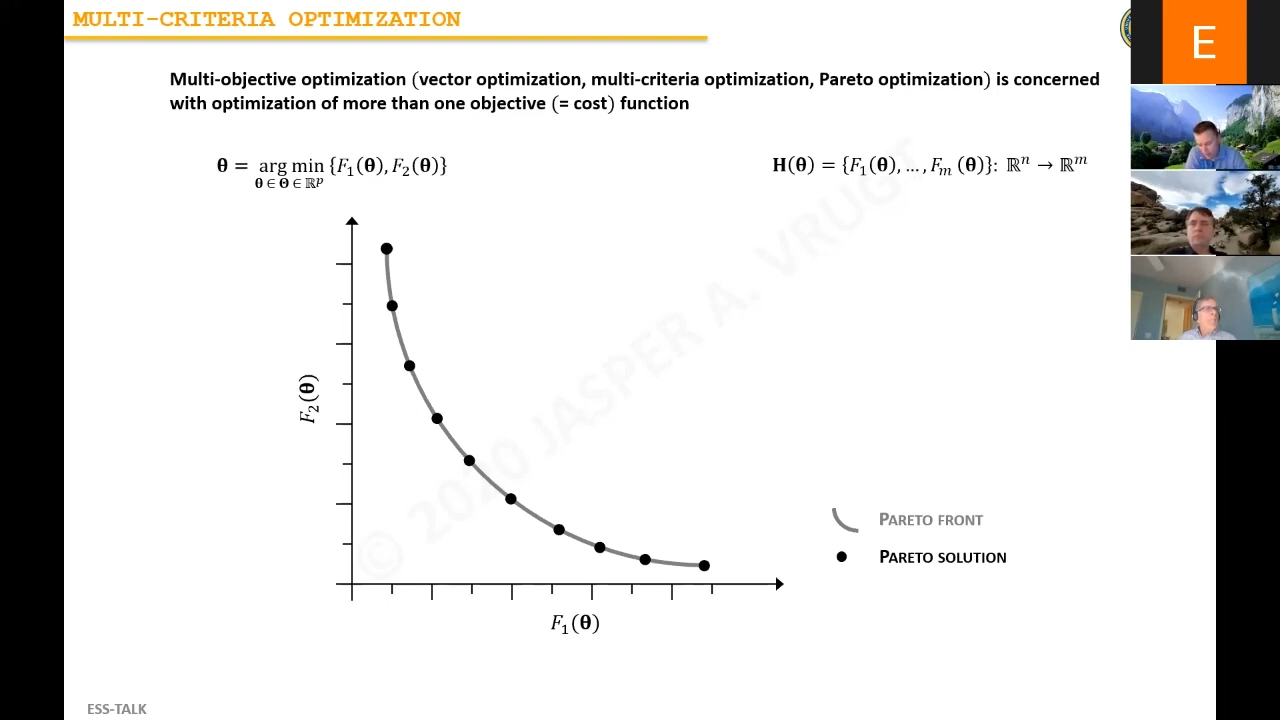 MULTI-CRITERIA OPTIMIZATION
E
Multi-objective optimization (vector optimization, multi-criteria optimization, Pareto optimization) is concerned
with optimization of more than one objective (= cost) function
θ = arg min {F₁(θ), F₂(θ)}
θ ∈ Θ ∈ ℝᵖ
H(θ) = {F₁(θ), … , Fₘ (θ)}: ℝⁿ → ℝᵐ
© 2020 JASPER A. VRUGT
F₂(θ)
PARETO FRONT
PARETO SOLUTION
F₁(θ)
ESS-TALK